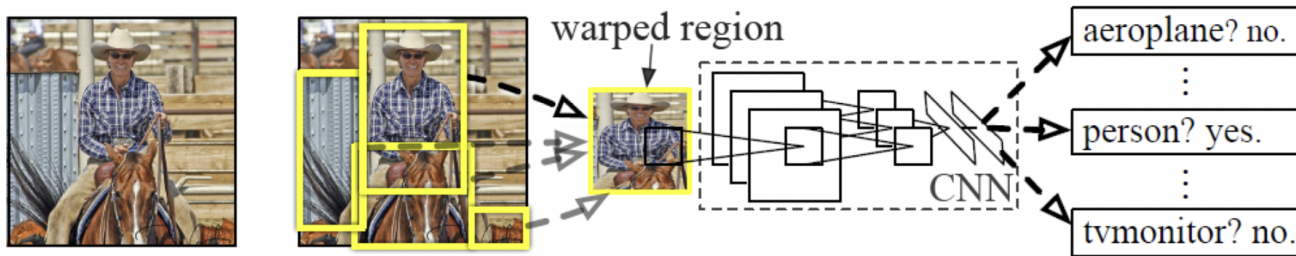 warped region
aeroplane? no.
⋮
person? yes.
CNN
⋮
tvmonitor? no.